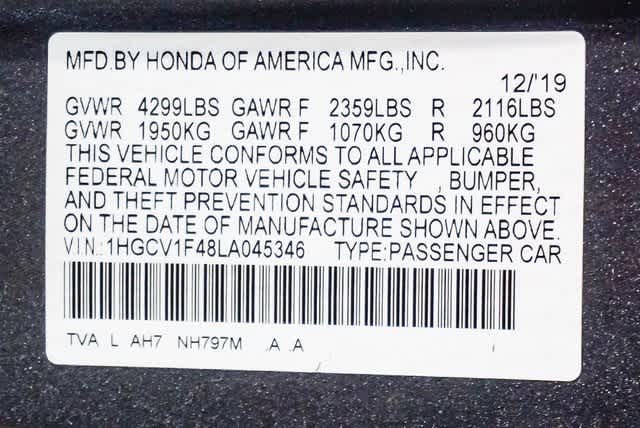 MFD.BY HONDA OF AMERICA MFG.,INC.
12/'19
GVWR 4299LBS GAWR F 2359LBS R 2116LBS
GVWR 1950KG GAWR F 1070KG R 960KG
THIS VEHICLE CONFORMS TO ALL APPLICABLE
FEDERAL MOTOR VEHICLE SAFETY , BUMPER,
AND THEFT PREVENTION STANDARDS IN EFFECT
ON THE DATE OF MANUFACTURE SHOWN ABOVE.
VIN:1HGCV1F48LA045346 TYPE:PASSENGER CAR
TVA L AH7 NH797M .A .A